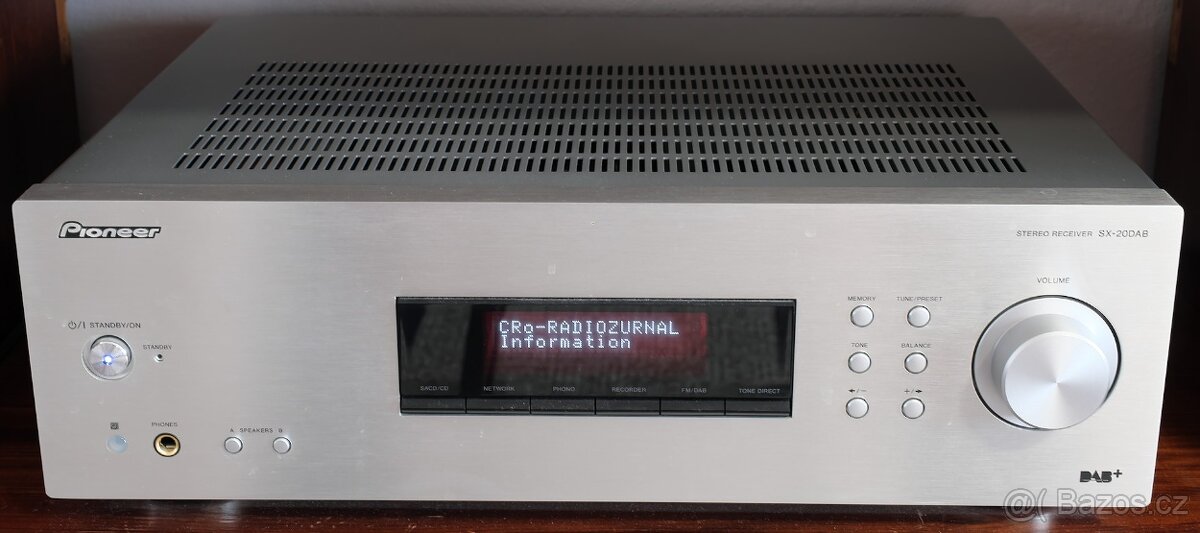 Pioneer
STEREO RECEIVER SX-20DAB
VOLUME
MEMORY TUNE/PRESET
⏻/| STANDBY/ON
STANDBY
CRo-RADIOZURNAL
Information
TONE BALANCE
SACD/CD NETWORK PHONO RECORDER FM/DAB TONE DIRECT
←/− +/→
PHONES
A SPEAKERS B
DAB+
@( Bazos.cz